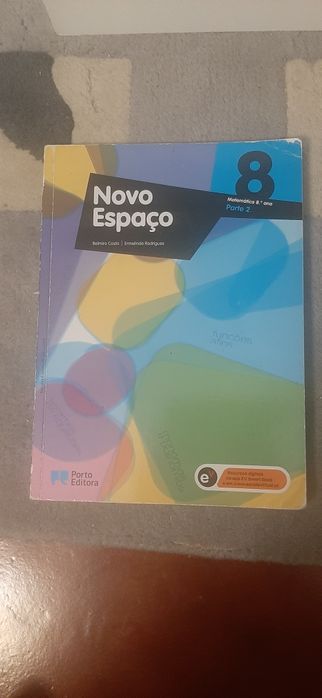 8
Matemática 8.º ano
Parte 2
Novo
Espaço
Belmiro Costa | Ermelinda Rodrigues
funções
Porto
Editora
e
Recursos digitais